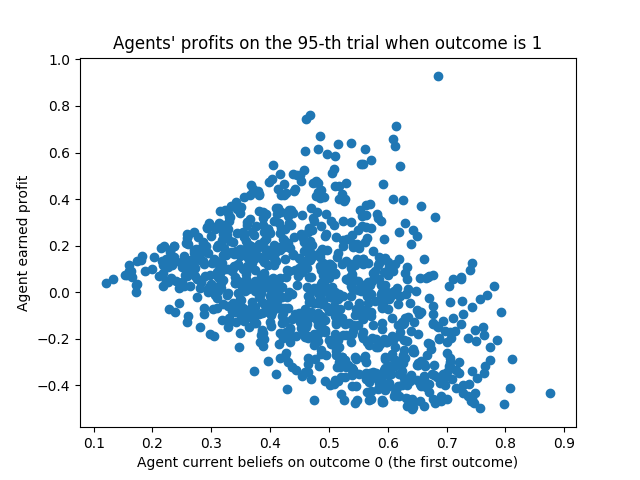 Agents' profits on the 95-th trial when outcome is 1
1.0
0.8
0.6
0.4
0.2
0.0
−0.2
−0.4
Agent earned profit
0.1 0.2 0.3 0.4 0.5 0.6 0.7 0.8 0.9
Agent current beliefs on outcome 0 (the first outcome)